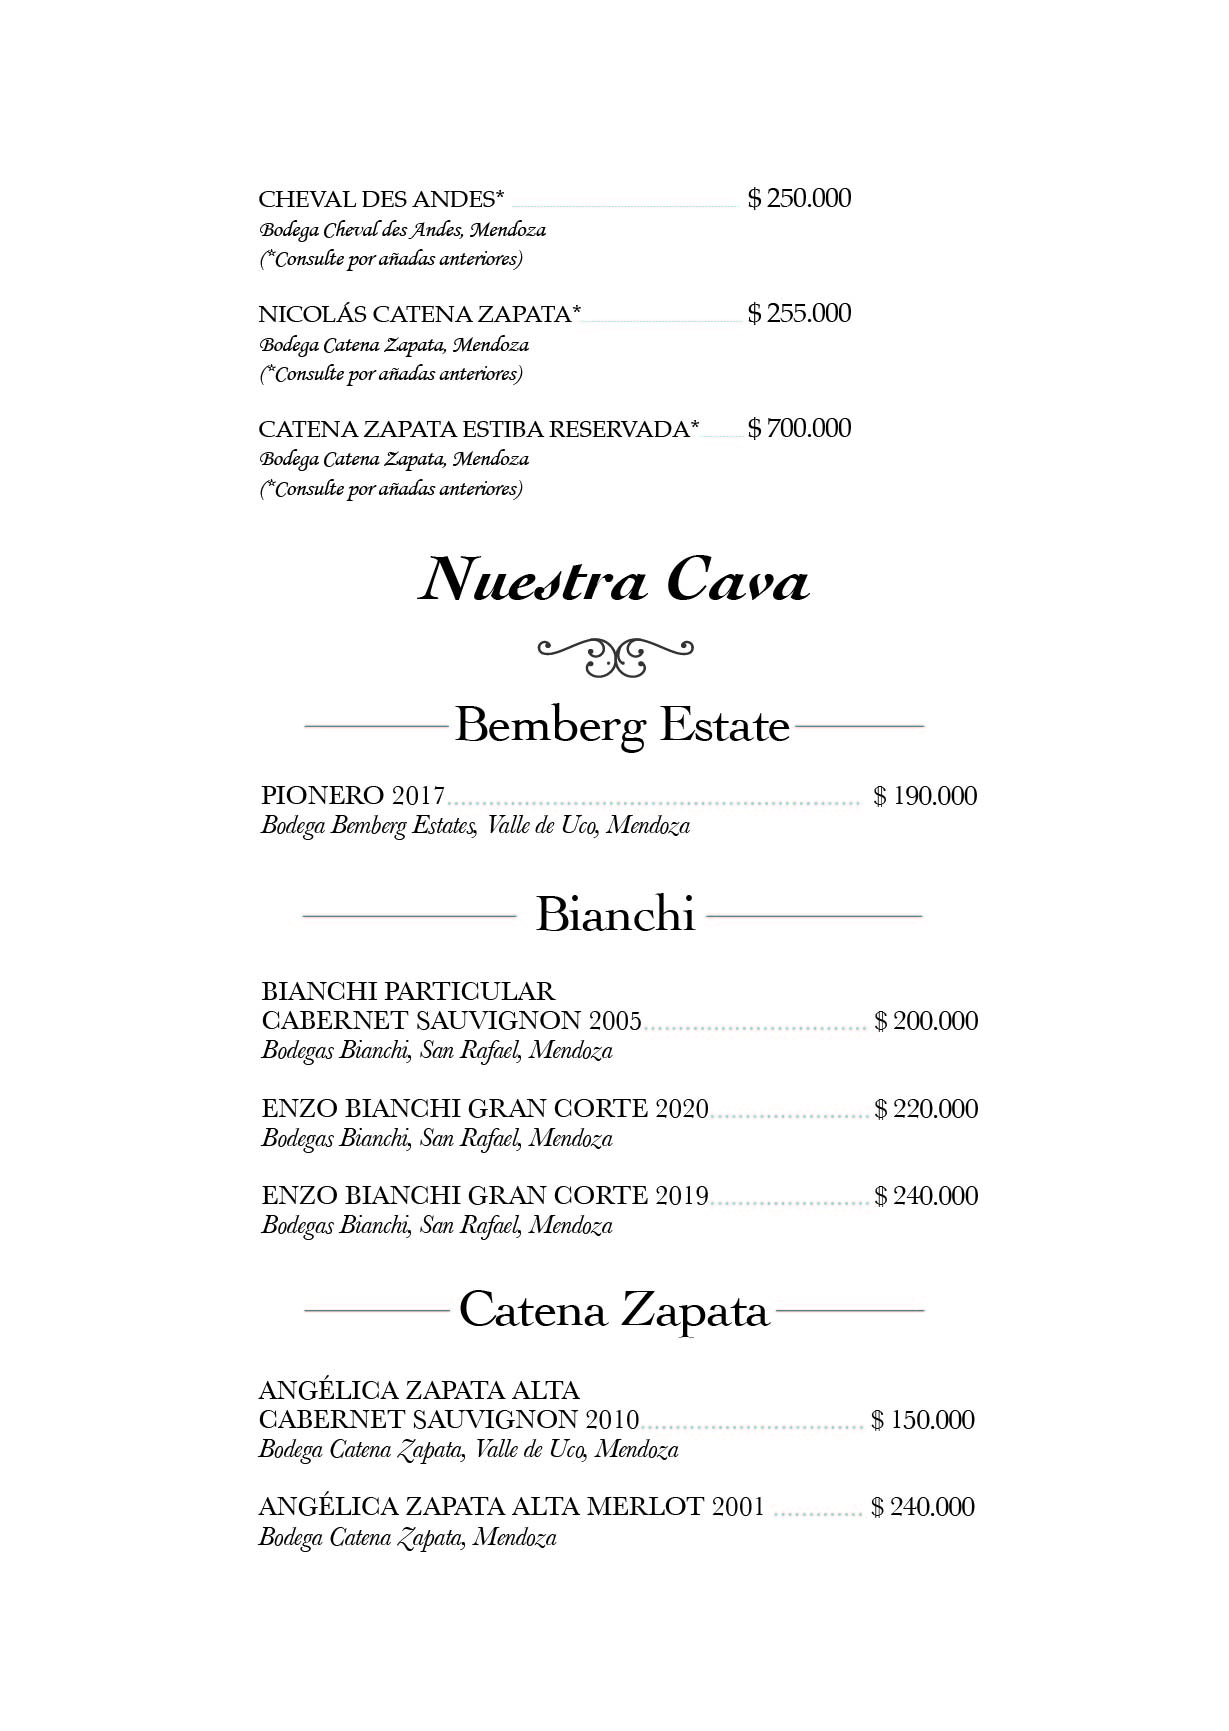 CHEVAL DES ANDES* $ 250.000
Bodega Cheval des Andes, Mendoza
(*Consulte por añadas anteriores)
NICOLÁS CATENA ZAPATA* $ 255.000
Bodega Catena Zapata, Mendoza
(*Consulte por añadas anteriores)
CATENA ZAPATA ESTIBA RESERVADA* $ 700.000
Bodega Catena Zapata, Mendoza
(*Consulte por añadas anteriores)
Nuestra Cava
Bemberg Estate
PIONERO 2017 $ 190.000
Bodega Bemberg Estates, Valle de Uco, Mendoza
Bianchi
BIANCHI PARTICULAR
CABERNET SAUVIGNON 2005 $ 200.000
Bodegas Bianchi, San Rafael, Mendoza
ENZO BIANCHI GRAN CORTE 2020 $ 220.000
Bodegas Bianchi, San Rafael, Mendoza
ENZO BIANCHI GRAN CORTE 2019 $ 240.000
Bodegas Bianchi, San Rafael, Mendoza
Catena Zapata
ANGÉLICA ZAPATA ALTA
CABERNET SAUVIGNON 2010 $ 150.000
Bodega Catena Zapata, Valle de Uco, Mendoza
ANGÉLICA ZAPATA ALTA MERLOT 2001 $ 240.000
Bodega Catena Zapata, Mendoza